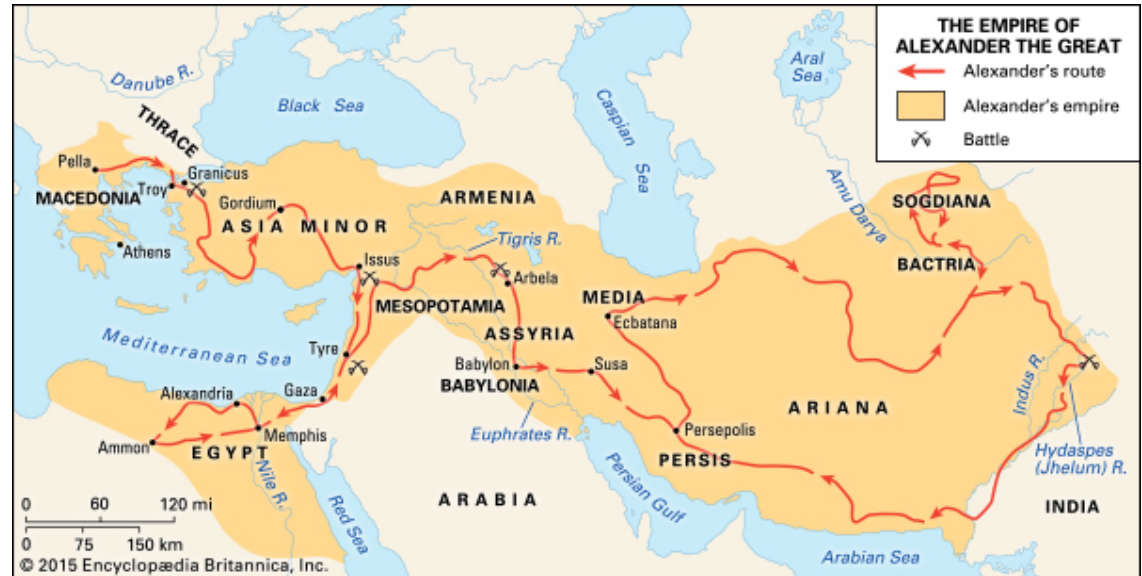 THE EMPIRE OF
ALEXANDER THE GREAT
Alexander's route
Alexander's empire
Battle
Danube R.
Black Sea
Caspian
Sea
Aral
Sea
THRACE
Pella
Granicus
Troy
MACEDONIA
Gordium
ASIA MINOR
Athens
ARMENIA
Tigris R.
Amu Darya
SOGDIANA
BACTRIA
Issus
Arbela
MESOPOTAMIA
MEDIA
Ecbatana
ASSYRIA
Mediterranean Sea
Tyre
Babylon
BABYLONIA
Susa
Indus R.
Alexandria
Gaza
ARIANA
Ammon
Memphis
EGYPT
Euphrates R.
Persepolis
PERSIS
Hydaspes
(Jhelum) R.
Nile R.
Red Sea
ARABIA
Persian Gulf
INDIA
Arabian Sea
0 60 120 mi
0 75 150 km
© 2015 Encyclopædia Britannica, Inc.